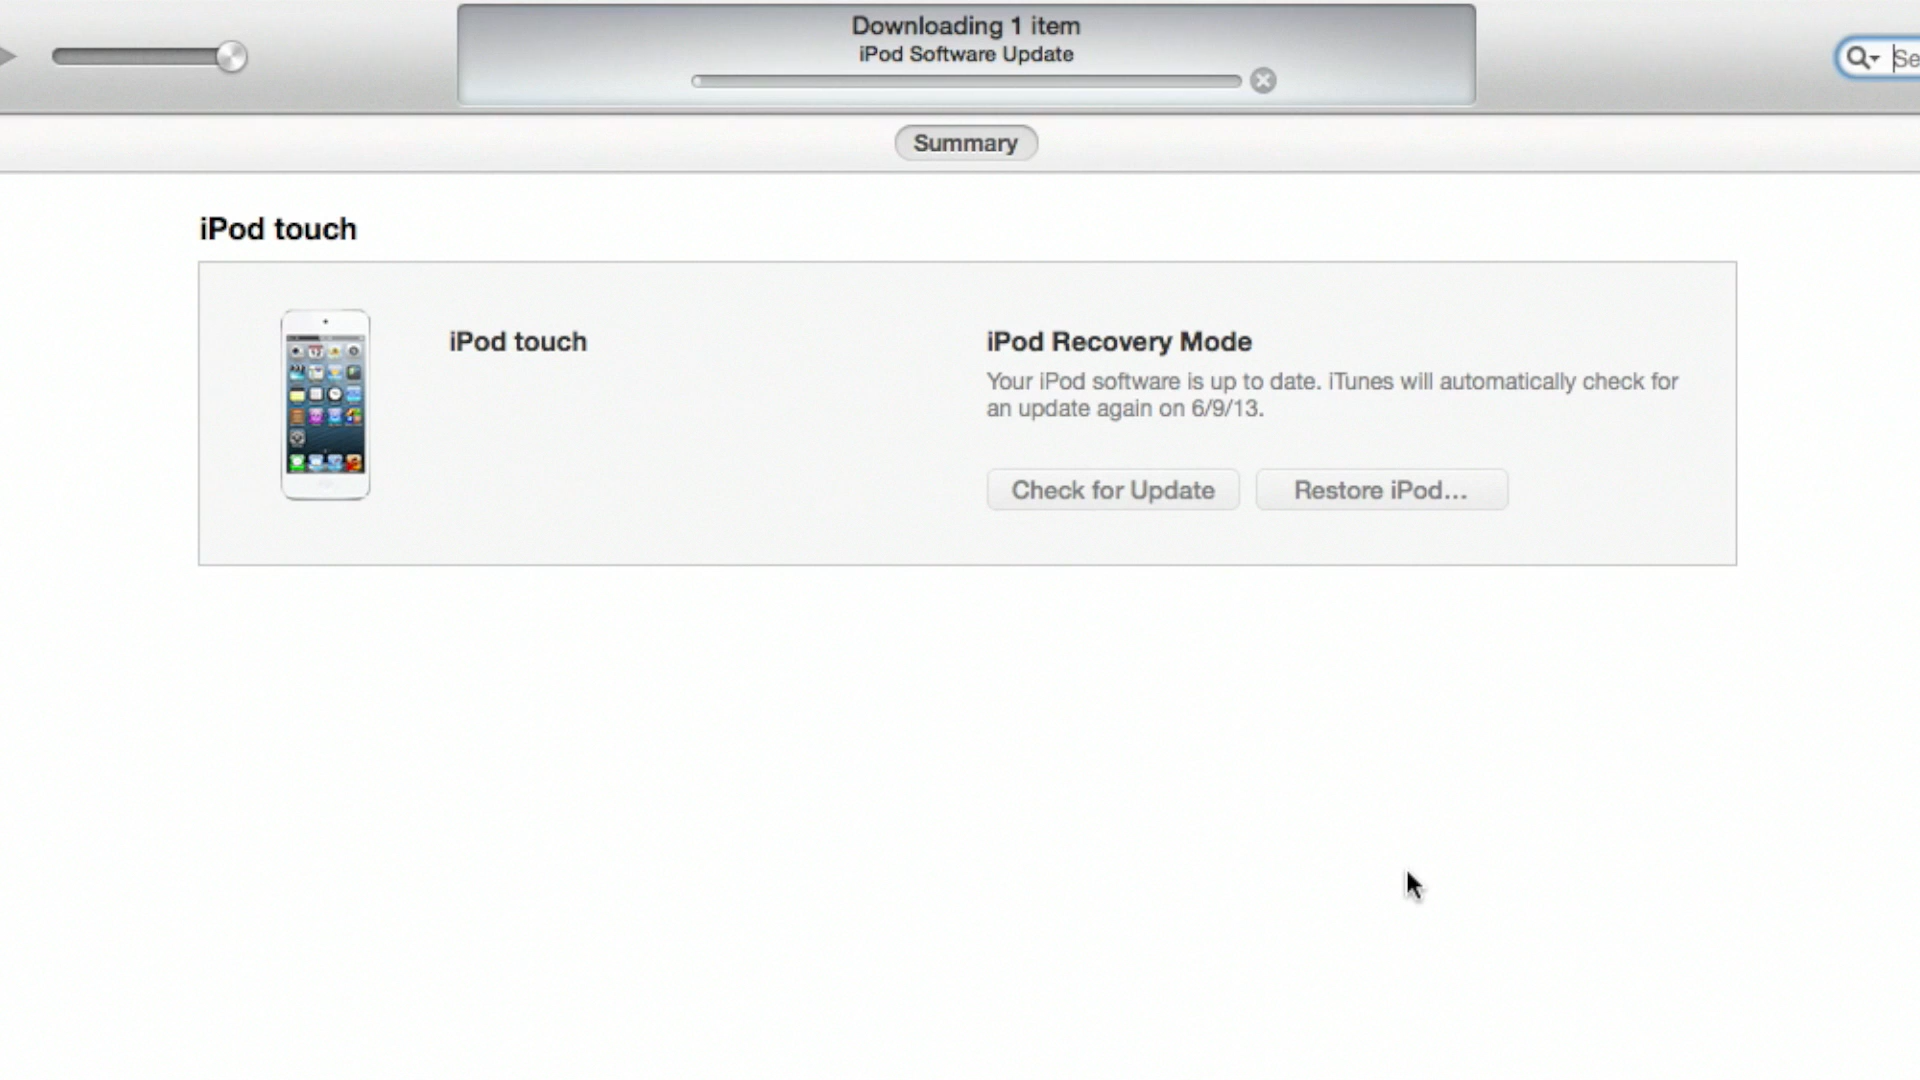 Downloading 1 item
iPod Software Update
Summary
iPod touch
iPod touch
iPod Recovery Mode
Your iPod software is up to date. iTunes will automatically check for
an update again on 6/9/13.
Check for Update
Restore iPod...